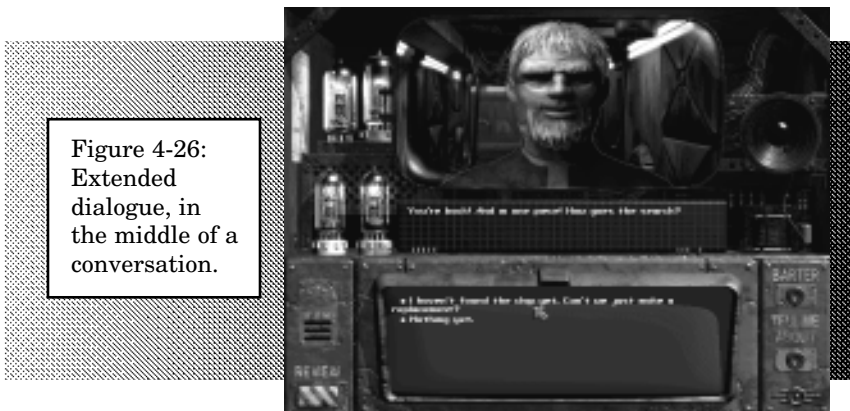 Figure 4-26:
Extended
dialogue, in
the middle of a
conversation.
You're back! And in one piece! How goes the search?
BARTER
I haven't found the chip yet. Can't we just make a
replacement?
Nothing yet.
TELL ME
ABOUT
REVIEW